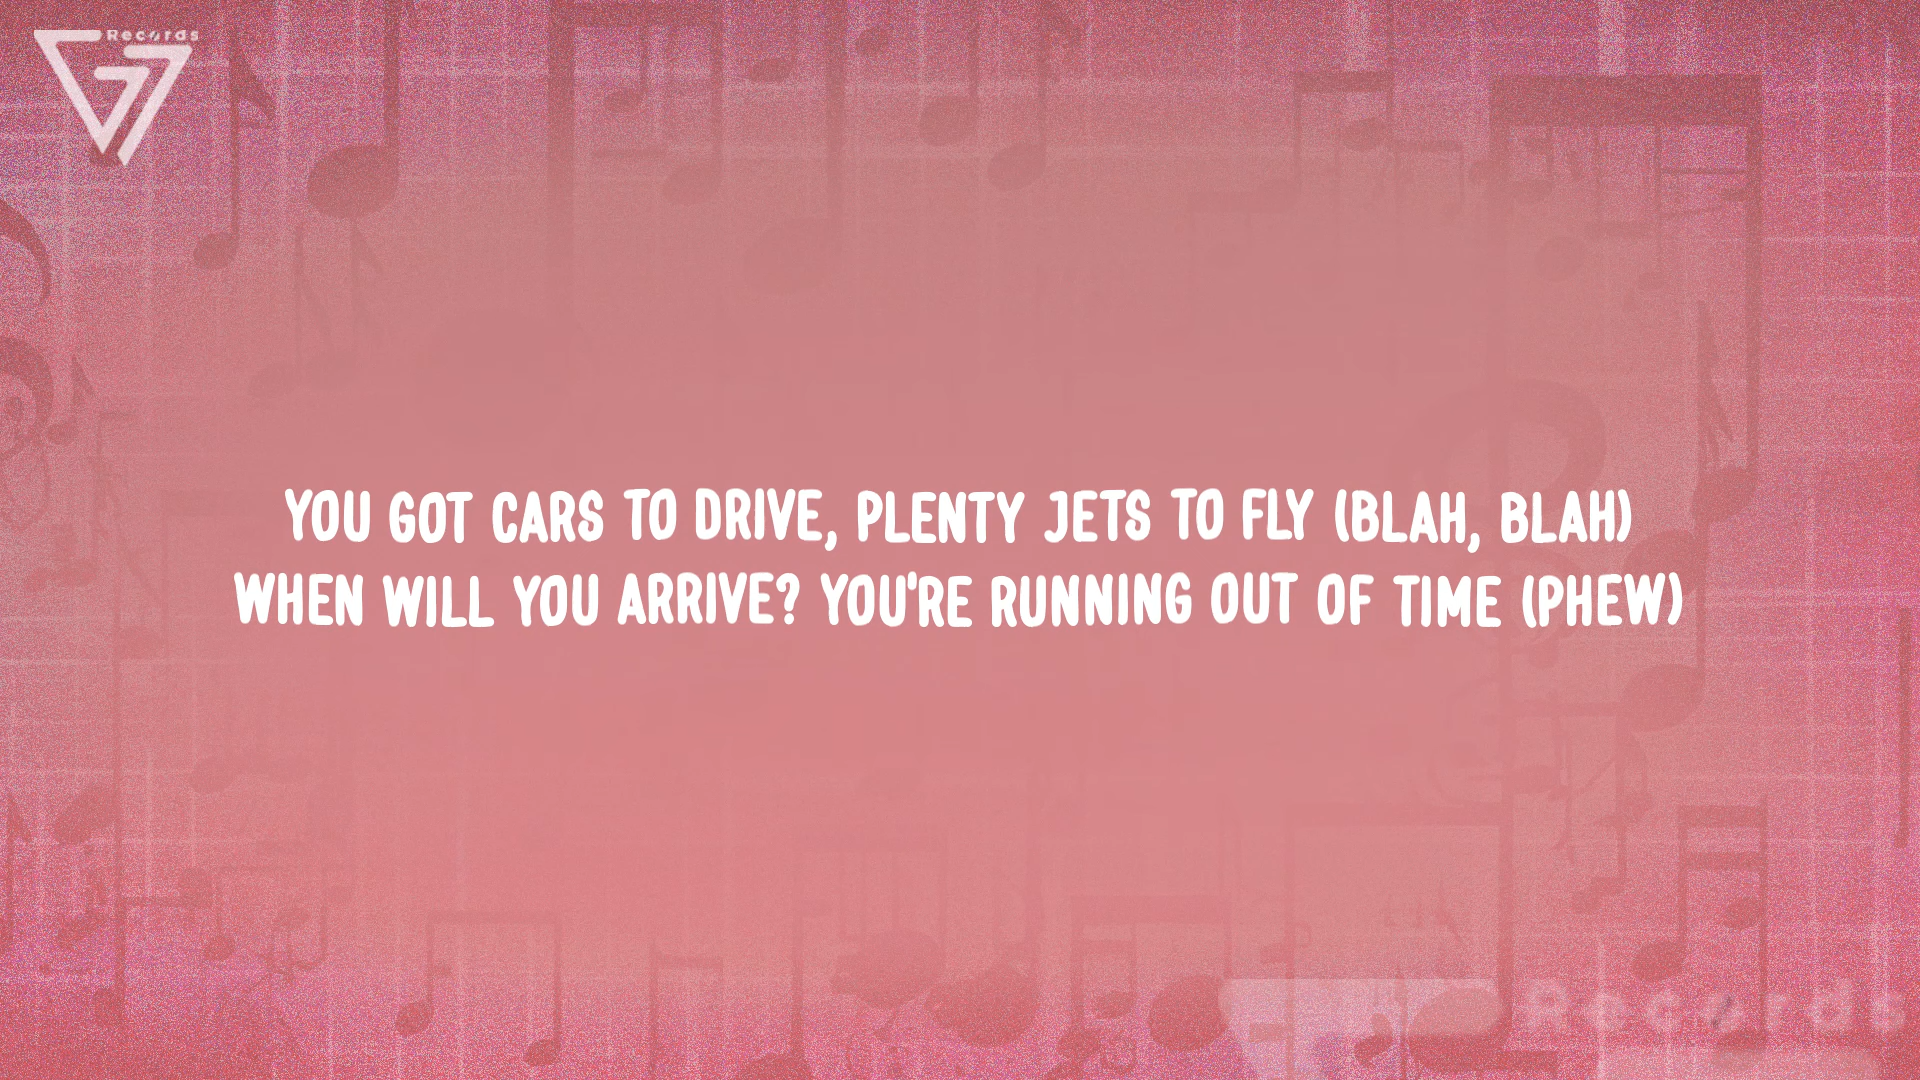 Records
YOU GOT CARS TO DRIVE, PLENTY JETS TO FLY (BLAH, BLAH)
WHEN WILL YOU ARRIVE? YOU'RE RUNNING OUT OF TIME (PHEW)
Records